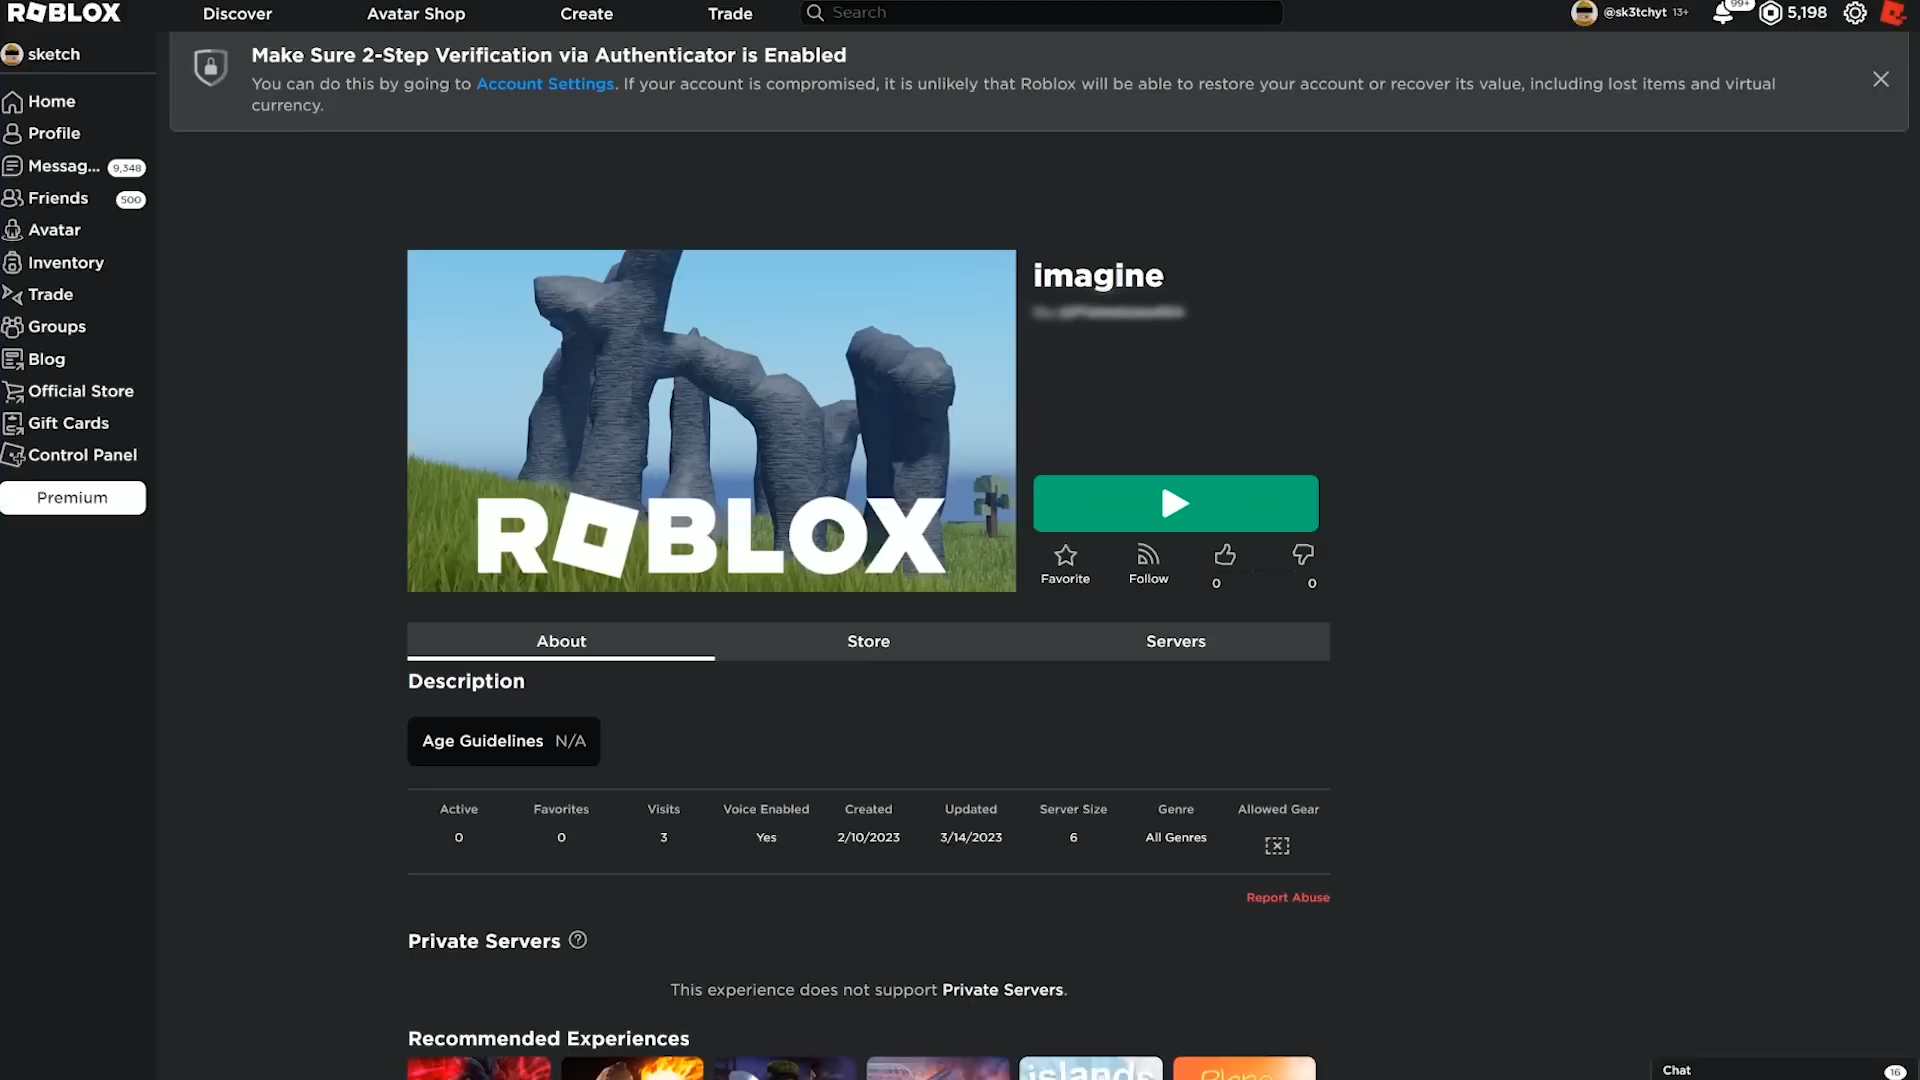 ROBLOX
Discover
Avatar Shop
Create
Trade
Search
@sk3tchyt 13+
99+
5,198
sketch
Home
Profile
Messag... 9,348
Friends 500
Avatar
Inventory
Trade
Groups
Blog
Official Store
Gift Cards
Control Panel
Premium
Make Sure 2-Step Verification via Authenticator is Enabled
You can do this by going to Account Settings. If your account is compromised, it is unlikely that Roblox will be able to restore your account or recover its value, including lost items and virtual
currency.
ROBLOX
imagine
Favorite
Follow
0
0
About
Store
Servers
Description
Age Guidelines N/A
Active Favorites Visits Voice Enabled Created Updated Server Size Genre Allowed Gear
0 0 3 Yes 2/10/2023 3/14/2023 6 All Genres
Report Abuse
Private Servers
This experience does not support Private Servers.
Recommended Experiences
islands
Chat 16